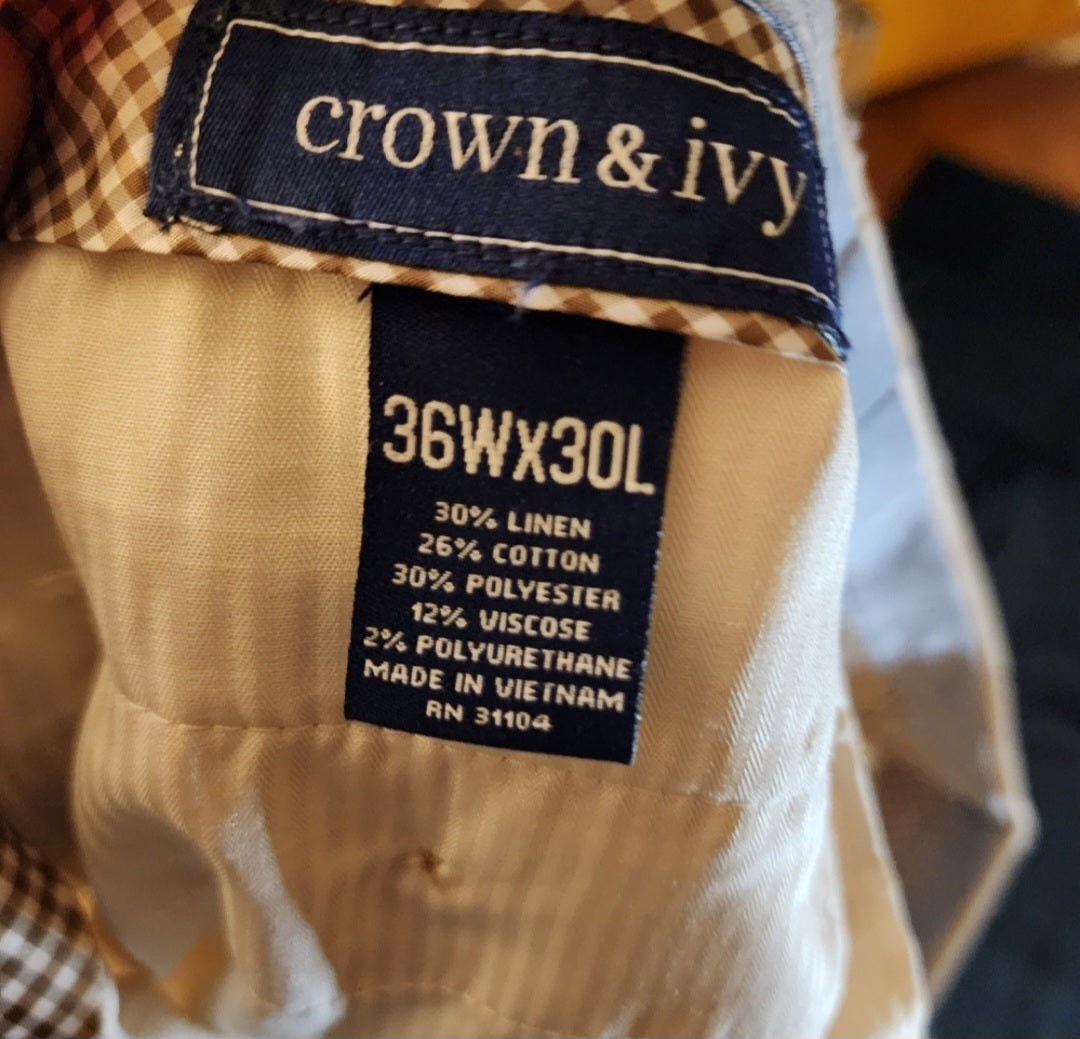 crown & ivy
36WX30L
30% LINEN
26% COTTON
30% POLYESTER
12% VISCOSE
2% POLYURETHANE
MADE IN VIETNAM
RN 31104